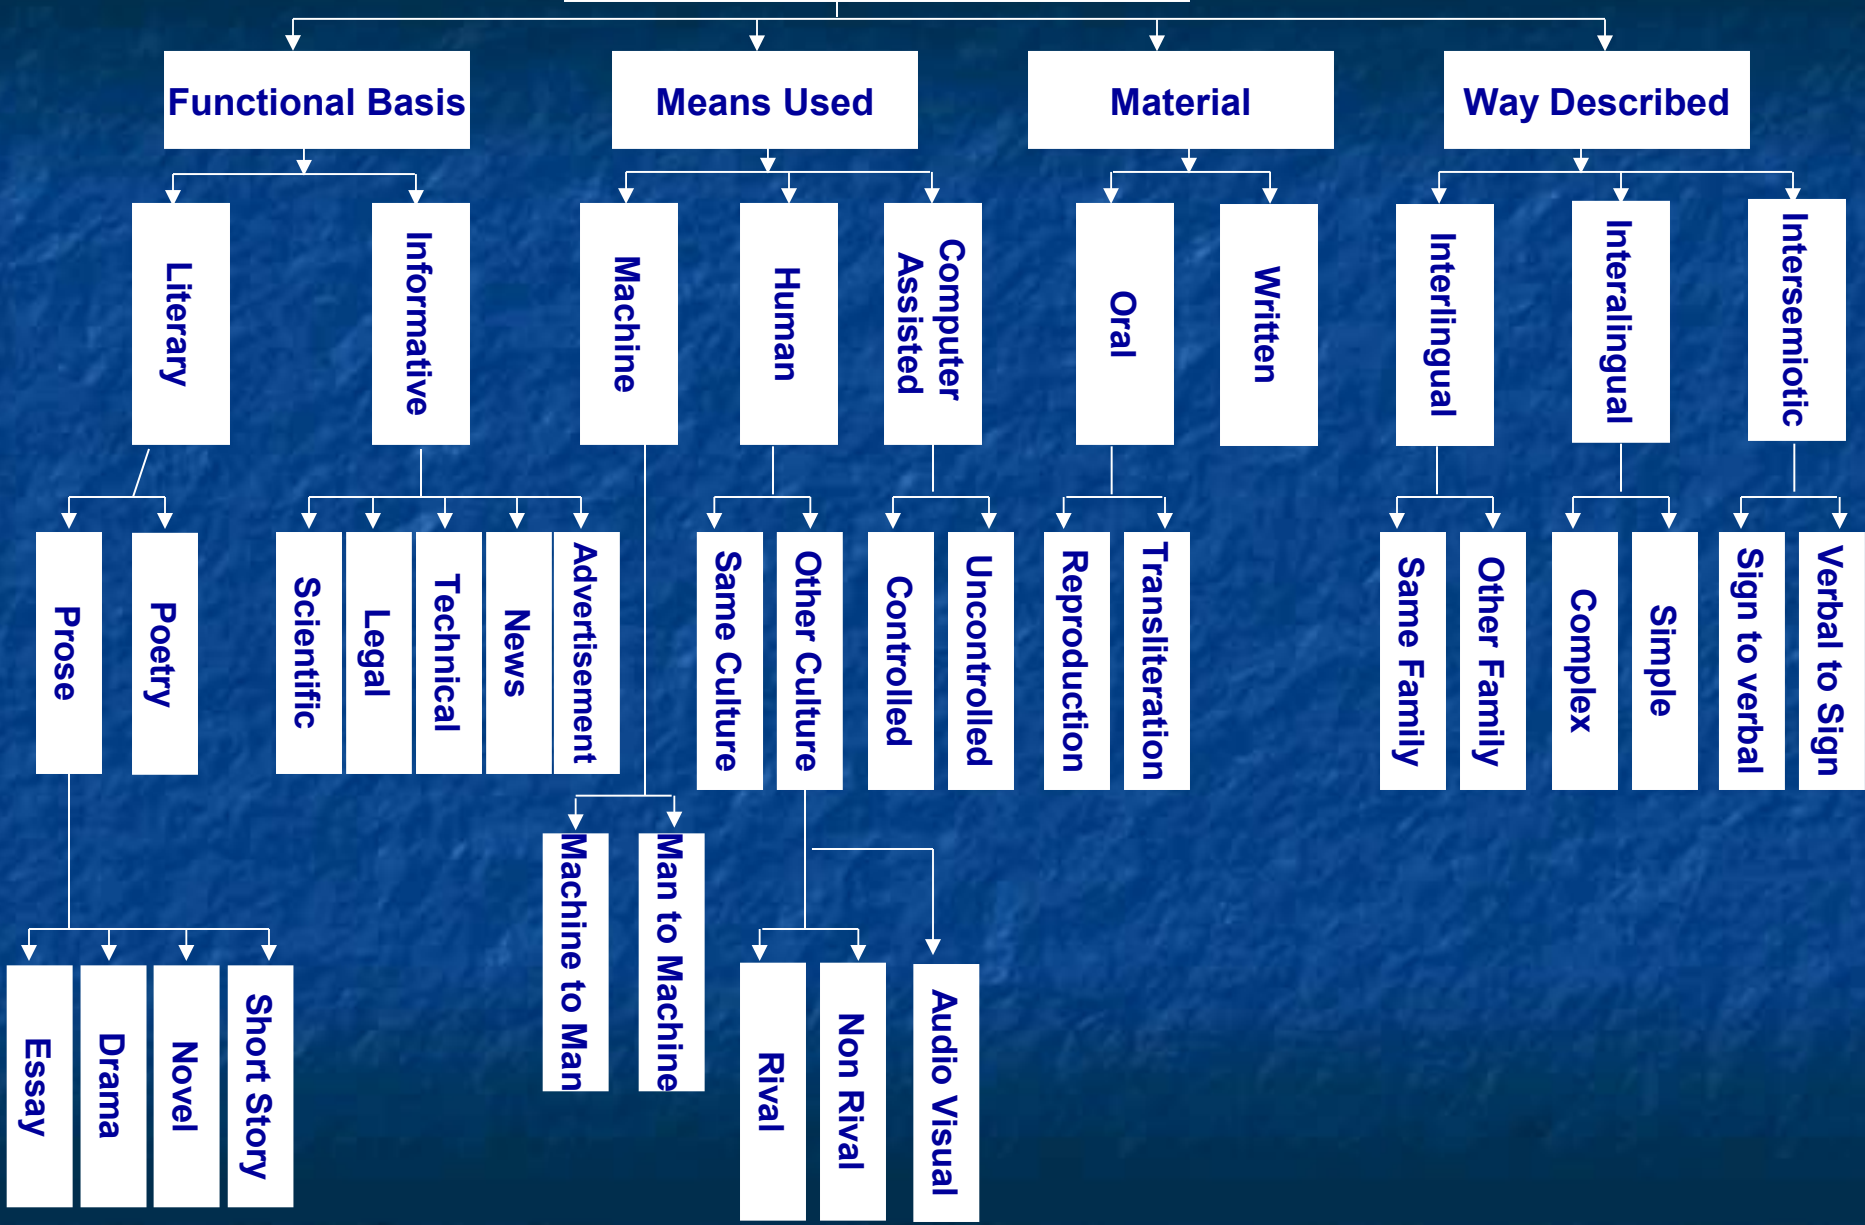 Functional Basis
Means Used
Material
Way Described
Literary
Informative
Machine
Human
Computer
Assisted
Oral
Written
Interlingual
Interalingual
Intersemiotic
Prose
Poetry
Scientific
Legal
Technical
News
Advertisement
Same Culture
Other Culture
Controlled
Uncontrolled
Reproduction
Transliteration
Same Family
Other Family
Complex
Simple
Sign to verbal
Verbal to Sign
Machine to Man
Man to Machine
Essay
Drama
Novel
Short Story
Rival
Non Rival
Audio Visual